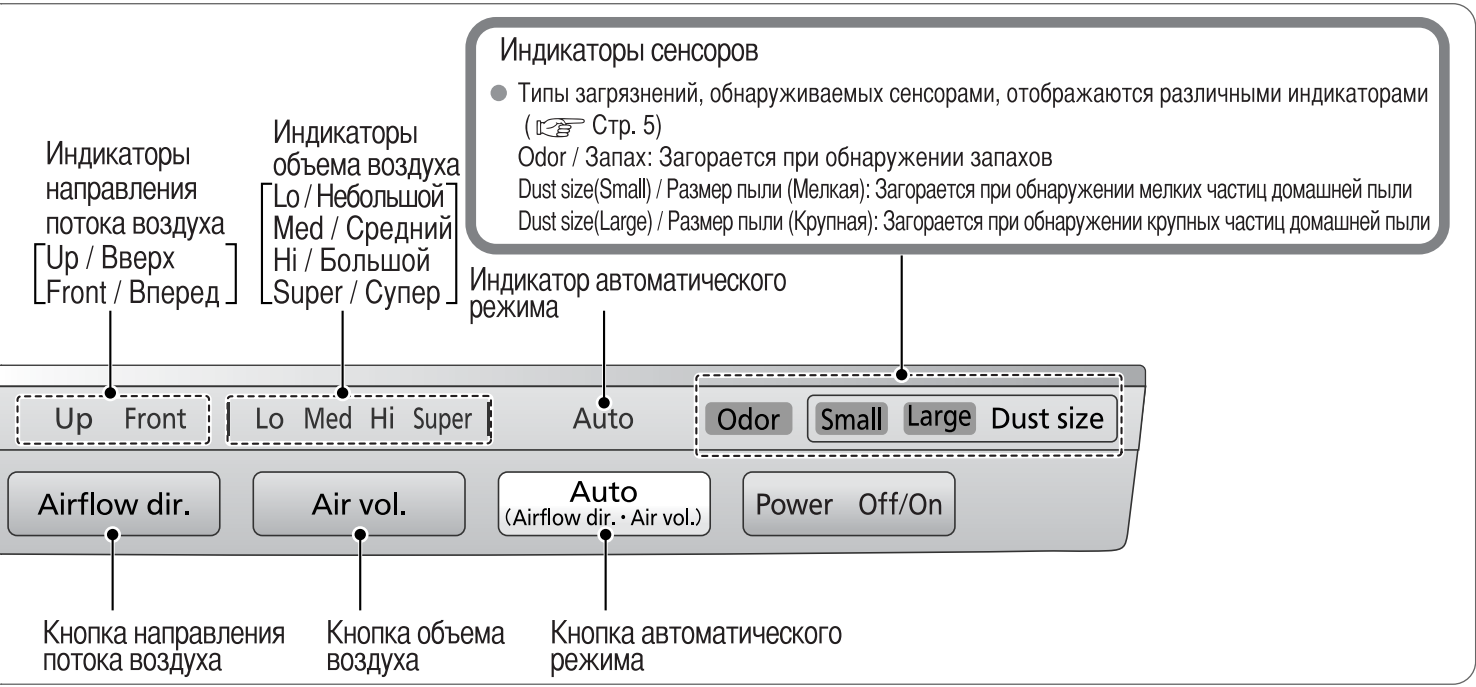 Индикаторы сенсоров
● Типы загрязнений, обнаруживаемых сенсорами, отображаются различными индикаторами
(☞ Стр. 5)
Odor / Запах: Загорается при обнаружении запахов
Dust size(Small) / Размер пыли (Мелкая): Загорается при обнаружении мелких частиц домашней пыли
Dust size(Large) / Размер пыли (Крупная): Загорается при обнаружении крупных частиц домашней пыли
Индикаторы
направления
потока воздуха
Up / Вверх
Front / Вперед
Индикаторы
объема воздуха
Lo / Небольшой
Med / Средний
Hi / Большой
Super / Супер
Индикатор автоматического
режима
Up Front Lo Med Hi Super Auto Odor Small Large Dust size
Airflow dir.
Air vol.
Auto
(Airflow dir.・Air vol.)
Power Off/On
Кнопка направления
потока воздуха
Кнопка объема
воздуха
Кнопка автоматического
режима